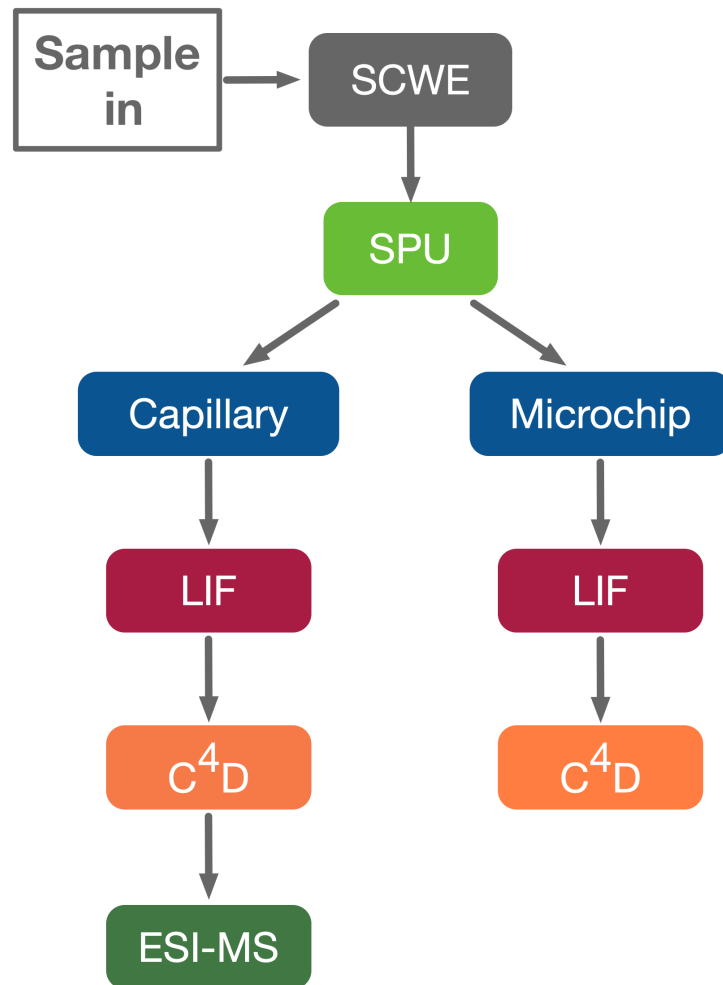 Sample
in
SCWE
SPU
Capillary
Microchip
LIF
LIF
C⁴D
C⁴D
ESI-MS